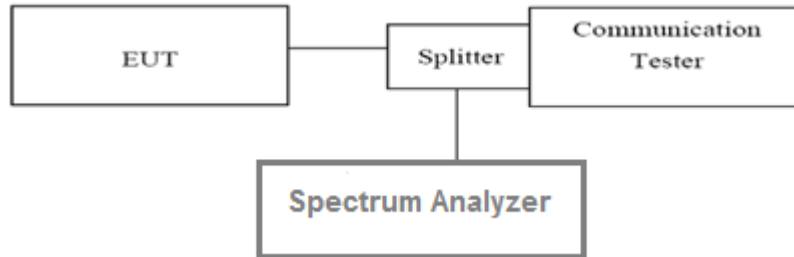 EUT
Splitter
Communication
Tester
Spectrum Analyzer